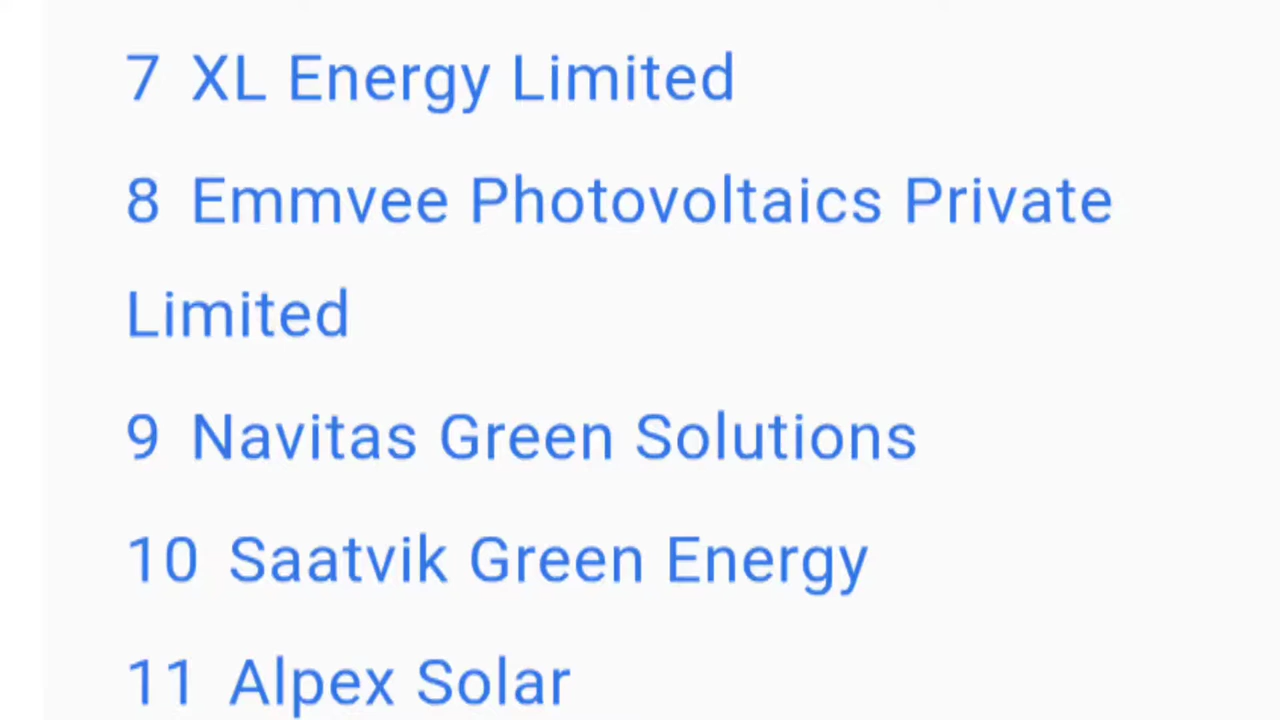 7 XL Energy Limited
8 Emmvee Photovoltaics Private
Limited
9 Navitas Green Solutions
10 Saatvik Green Energy
11 Alpex Solar